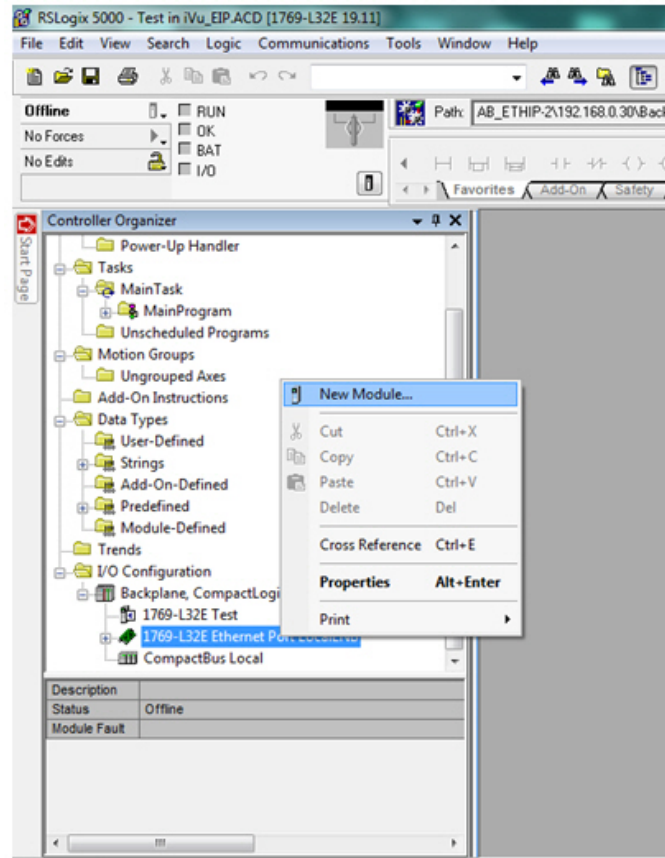 RSLogix 5000 - Test in iVu_EIP.ACD [1769-L32E 19.11]
File Edit View Search Logic Communications Tools Window Help
Offline
RUN
Path: AB_ETHIP-2\192.168.0.30\Back
No Forces
OK
No Edits
BAT
I/O
Favorites Add-On Safety
Start Page
Controller Organizer
Power-Up Handler
Tasks
MainTask
MainProgram
Unscheduled Programs
Motion Groups
Ungrouped Axes
Add-On Instructions
Data Types
User-Defined
Strings
Add-On-Defined
Predefined
Module-Defined
Trends
I/O Configuration
Backplane, CompactLogi
1769-L32E Test
1769-L32E Ethernet Port LocalENB
CompactBus Local
New Module...
Cut Ctrl+X
Copy Ctrl+C
Paste Ctrl+V
Delete Del
Cross Reference Ctrl+E
Properties Alt+Enter
Print
Description
Status Offline
Module Fault